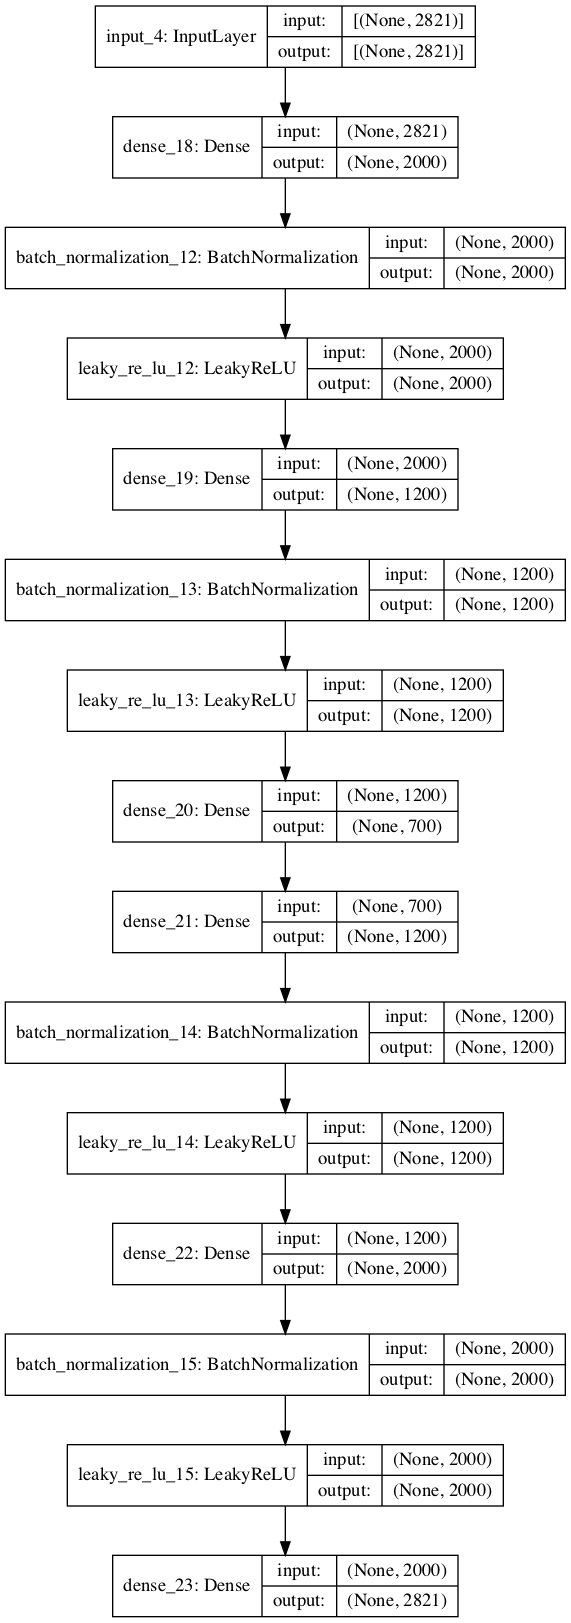 input_4: InputLayer
input: [(None, 2821)]
output: [(None, 2821)]
dense_18: Dense
input: (None, 2821)
output: (None, 2000)
batch_normalization_12: BatchNormalization
input: (None, 2000)
output: (None, 2000)
leaky_re_lu_12: LeakyReLU
input: (None, 2000)
output: (None, 2000)
dense_19: Dense
input: (None, 2000)
output: (None, 1200)
batch_normalization_13: BatchNormalization
input: (None, 1200)
output: (None, 1200)
leaky_re_lu_13: LeakyReLU
input: (None, 1200)
output: (None, 1200)
dense_20: Dense
input: (None, 1200)
output: (None, 700)
dense_21: Dense
input: (None, 700)
output: (None, 1200)
batch_normalization_14: BatchNormalization
input: (None, 1200)
output: (None, 1200)
leaky_re_lu_14: LeakyReLU
input: (None, 1200)
output: (None, 1200)
dense_22: Dense
input: (None, 1200)
output: (None, 2000)
batch_normalization_15: BatchNormalization
input: (None, 2000)
output: (None, 2000)
leaky_re_lu_15: LeakyReLU
input: (None, 2000)
output: (None, 2000)
dense_23: Dense
input: (None, 2000)
output: (None, 2821)